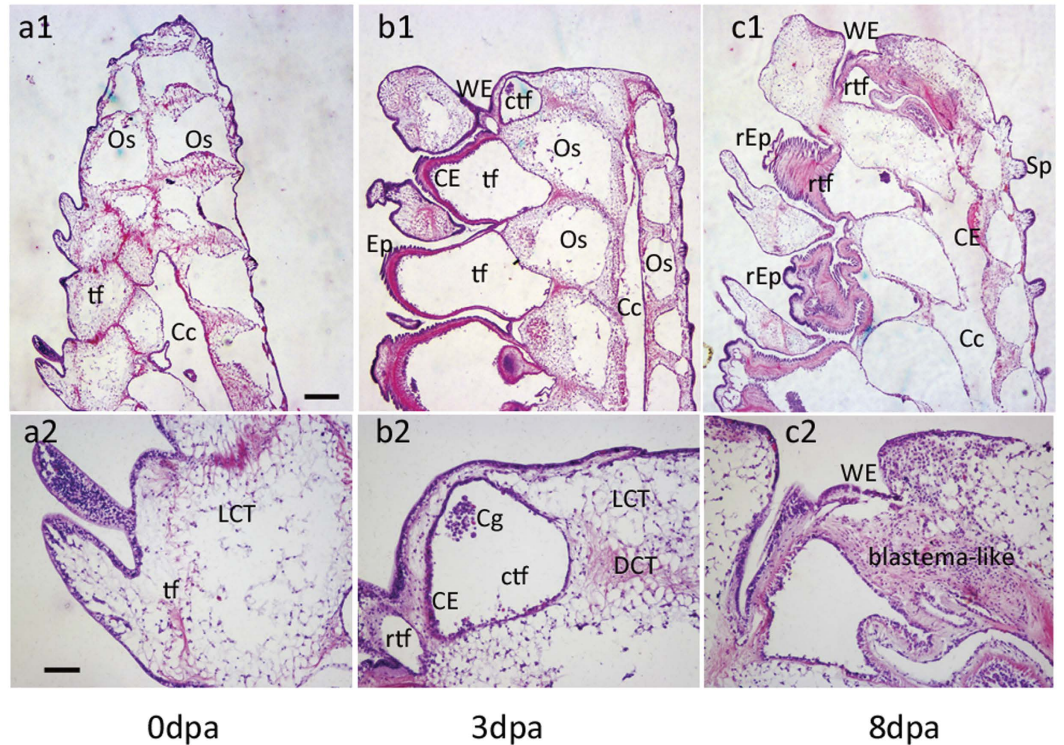 a1
Os Os
tf
Cc
b1
WE
ctf
Os
CE tf
Ep
Os
tf Os
Cc
c1
WE
rtf
rEp
Sp
rtf
CE
rEp
Cc
a2
LCT
tf
b2
LCT
Cg
DCT
ctf
CE
rtf
c2
WE
blastema-like
0dpa 3dpa 8dpa